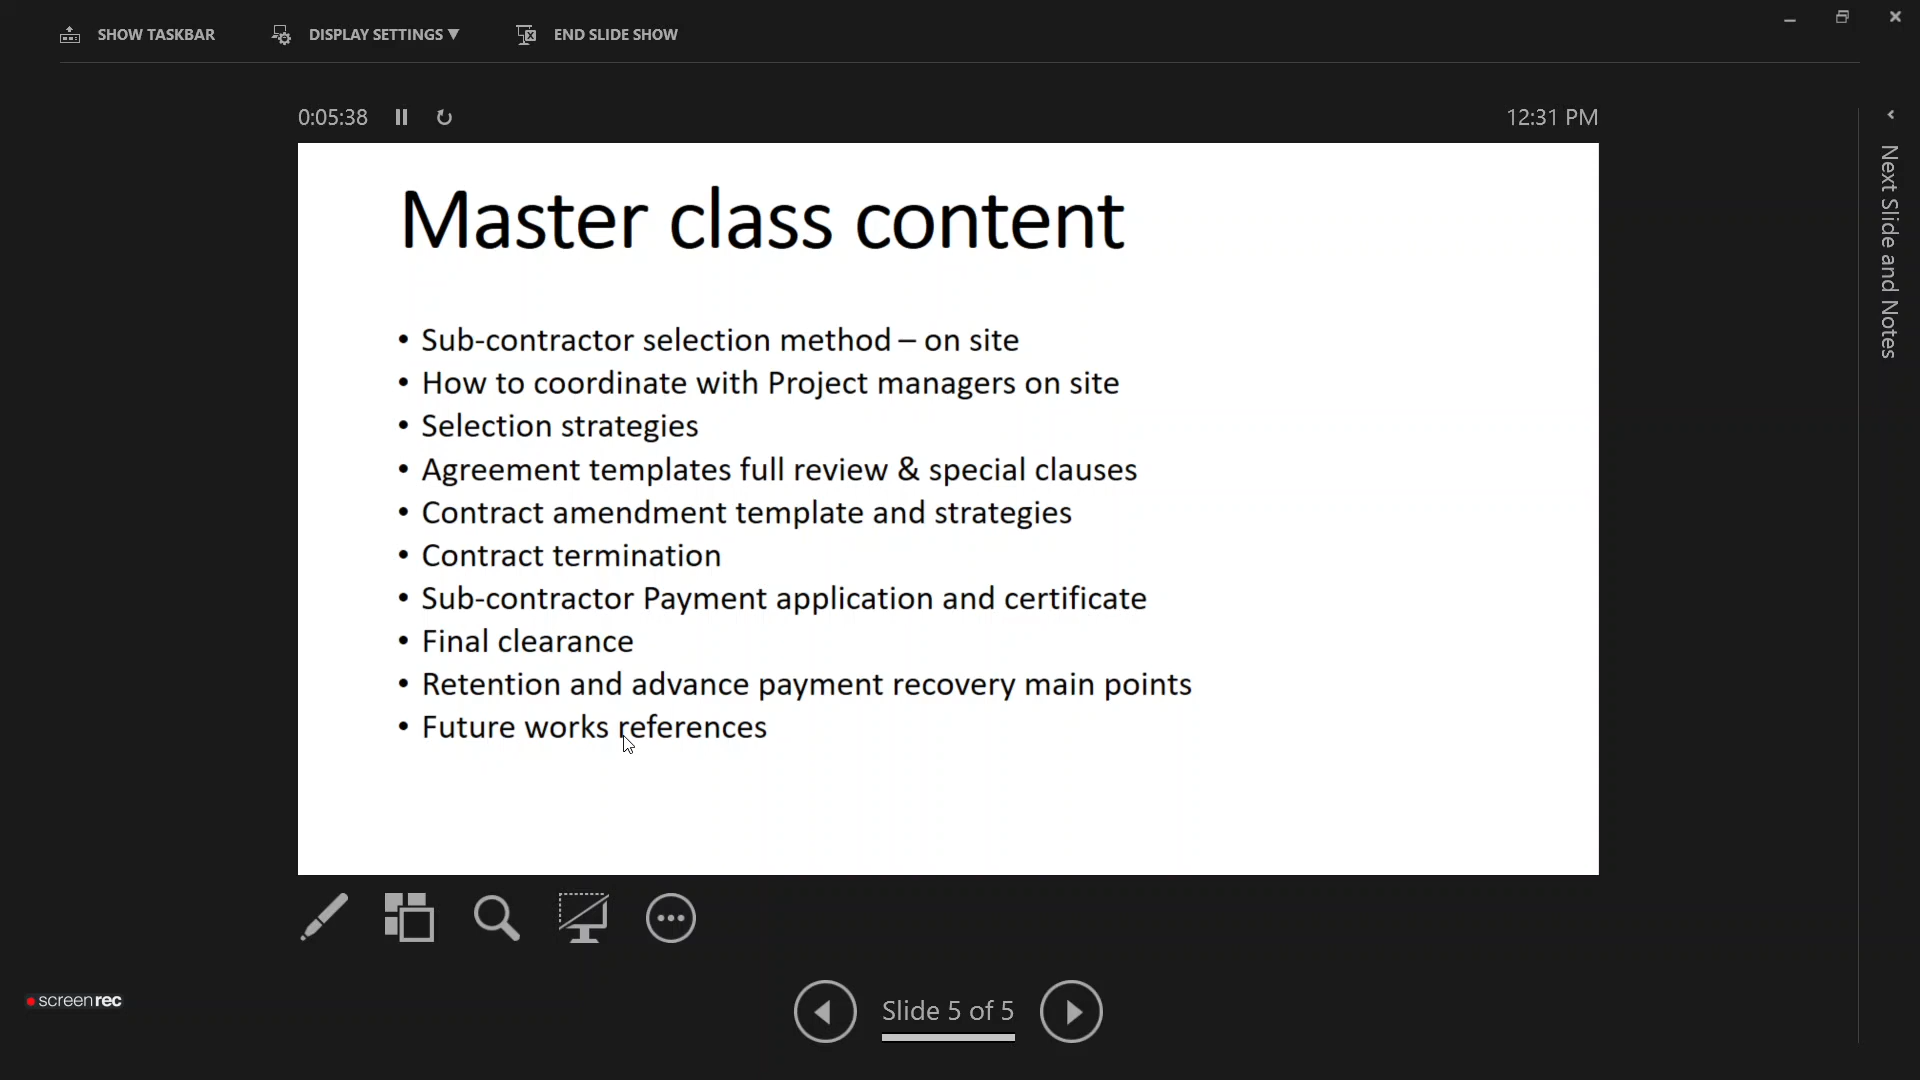 SHOW TASKBAR
DISPLAY SETTINGS ▼
END SLIDE SHOW
0:05:38
12:31 PM
Next Slide and Notes
Master class content
• Sub-contractor selection method – on site
• How to coordinate with Project managers on site
• Selection strategies
• Agreement templates full review & special clauses
• Contract amendment template and strategies
• Contract termination
• Sub-contractor Payment application and certificate
• Final clearance
• Retention and advance payment recovery main points
• Future works references
screenrec
Slide 5 of 5